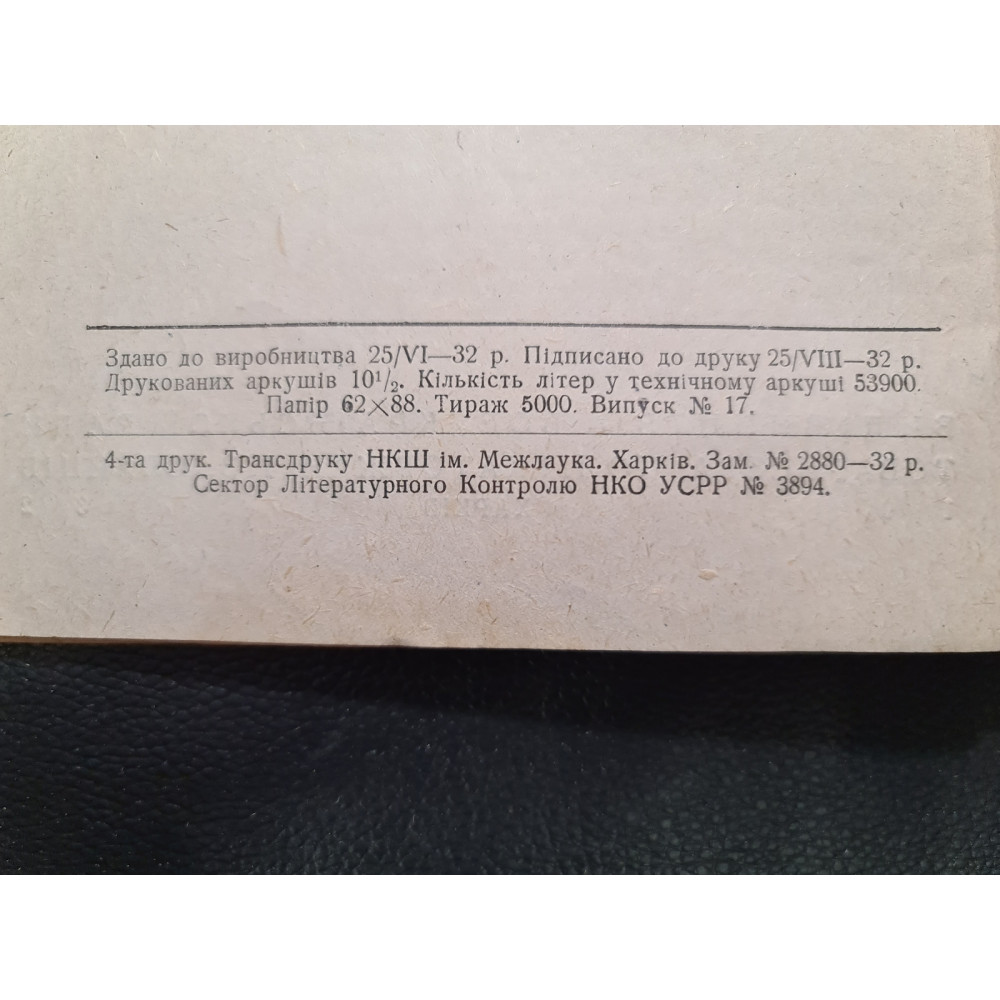 Здано до виробництва 25/VI—32 р. Підписано до друку 25/VIII—32 р.
Друкованих аркушів 10¹/₂. Кількість літер у технічному аркуші 53900.
Папір 62×88. Тираж 5000. Випуск № 17.
4-та друк. Трансдруку НКШ ім. Межлаука. Харків. Зам. № 2880—32 р.
Сектор Літературного Контролю НКО УСРР № 3894.